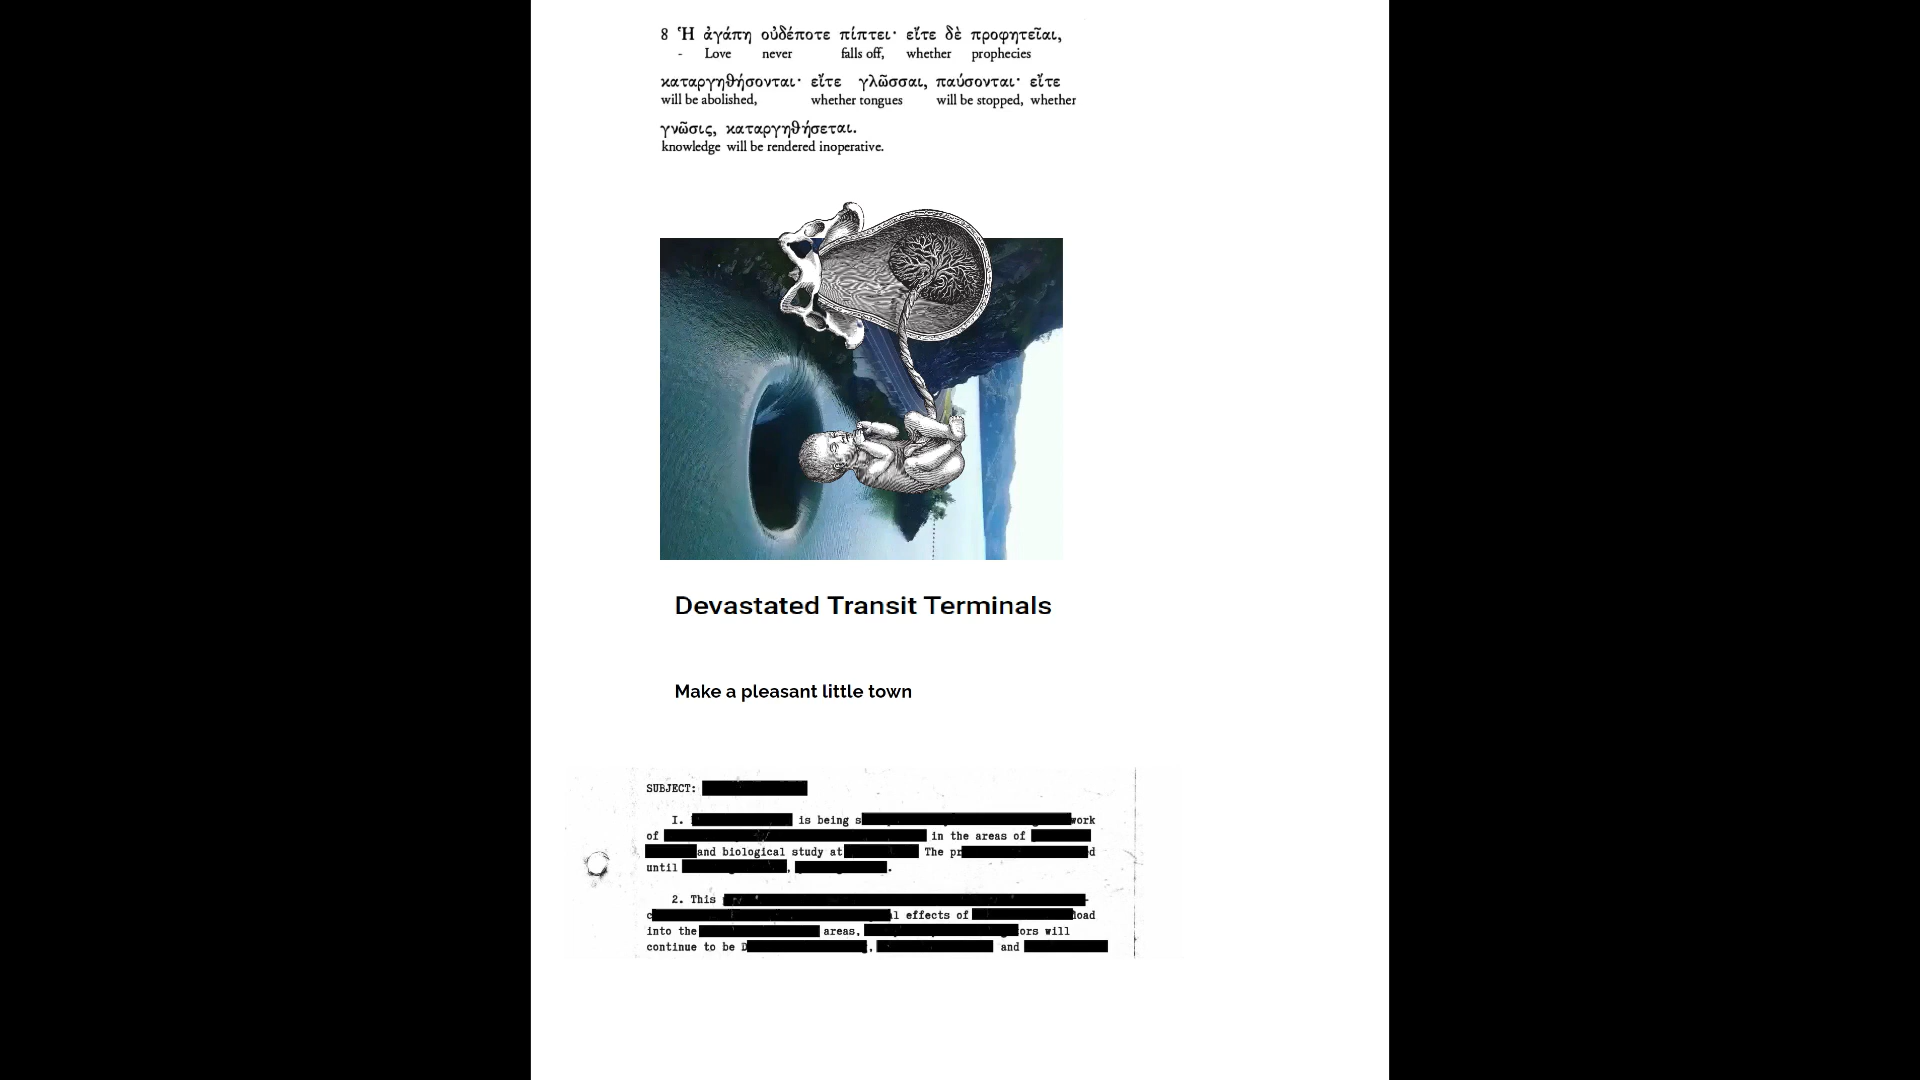 8 Ἡ ἀγάπη οὐδέποτε πίπτει· εἴτε δὲ προφητεῖαι,
- Love never falls off, whether prophecies
καταργηθήσονται· εἴτε γλῶσσαι, παύσονται· εἴτε
will be abolished, whether tongues will be stopped, whether
γνῶσις, καταργηθήσεται.
knowledge will be rendered inoperative.
Devastated Transit Terminals
Make a pleasant little town
SUBJECT:
I. is being s work
of in the areas of
and biological study at The pr d
until , .
2. This -
c l effects of load
into the areas, ors will
continue to be D , and